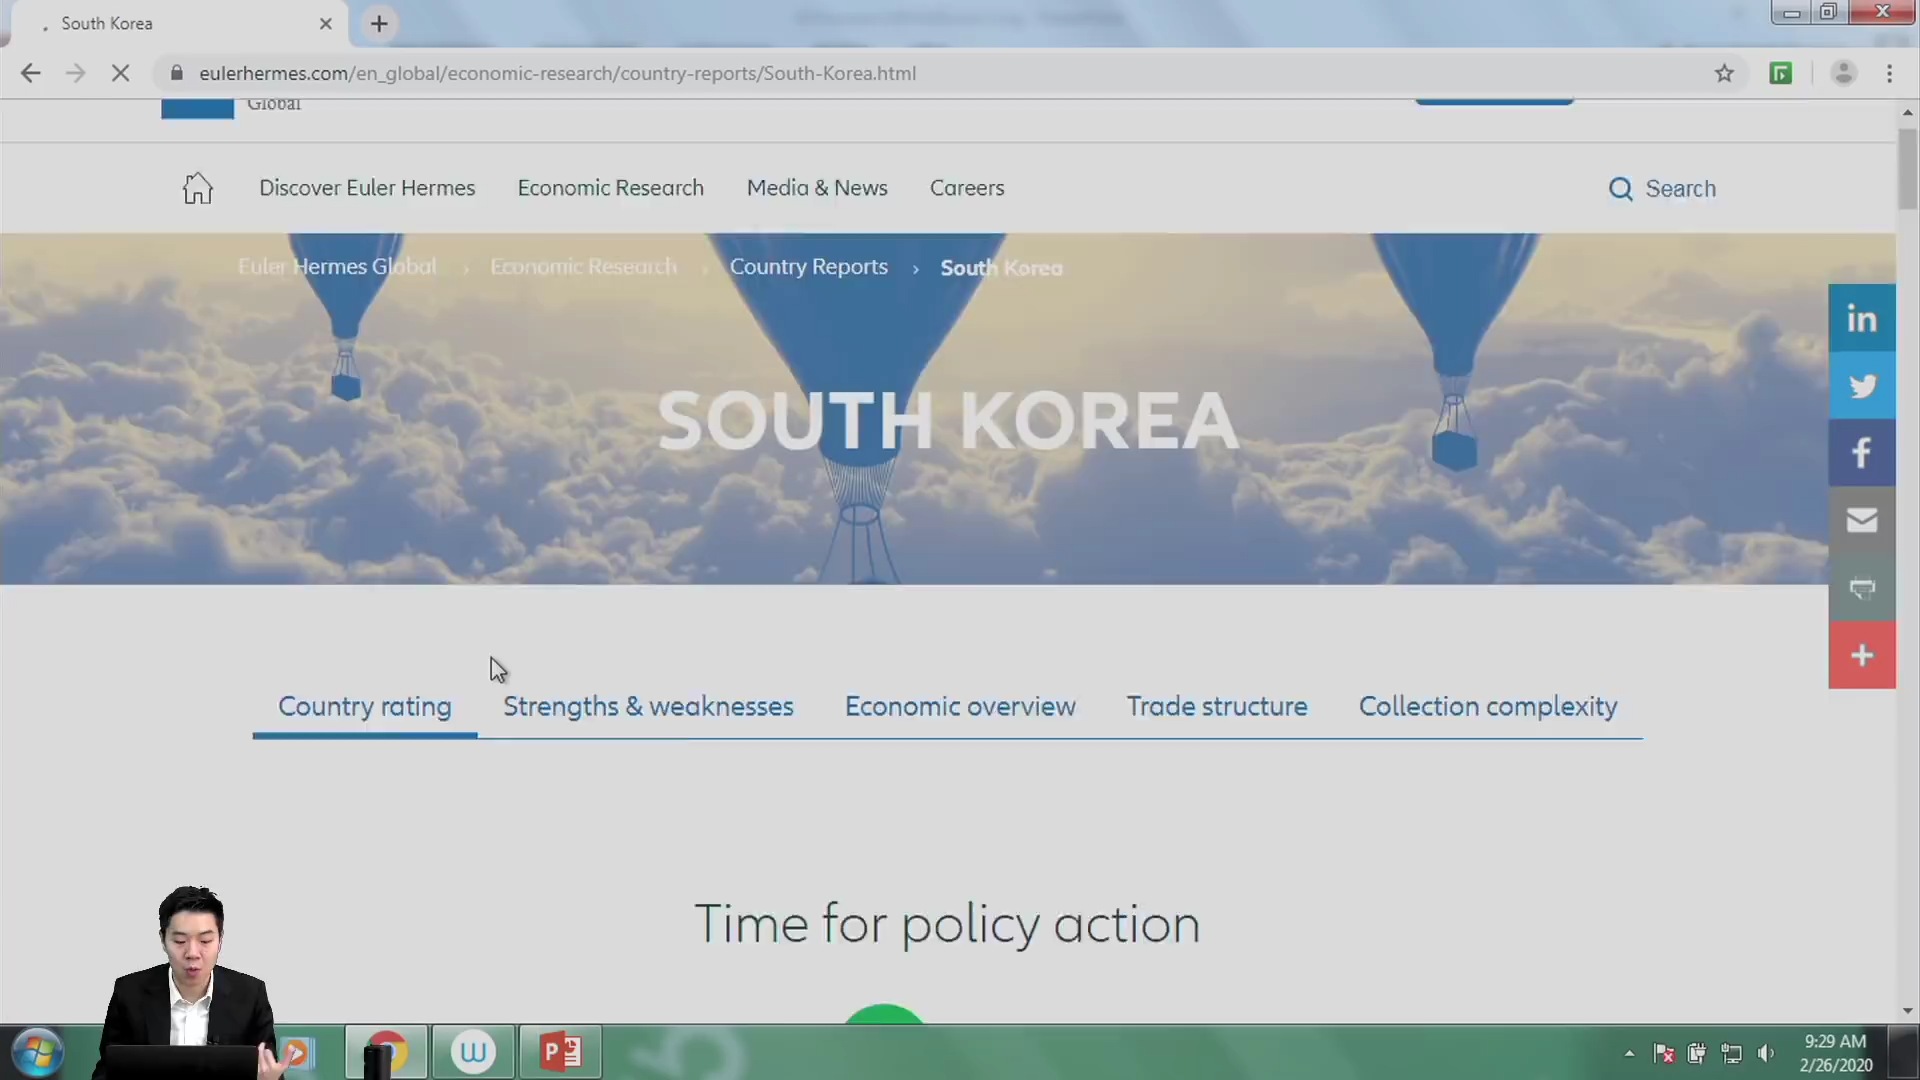 South Korea
eulerhermes.com/en_global/economic-research/country-reports/South-Korea.html
Global
Discover Euler Hermes Economic Research Media & News Careers Search
Euler Hermes Global › Economic Research › Country Reports › South Korea
SOUTH KOREA
in
f
Country rating Strengths & weaknesses Economic overview Trade structure Collection complexity
Time for policy action
W
P
9:29 AM
2/26/2020